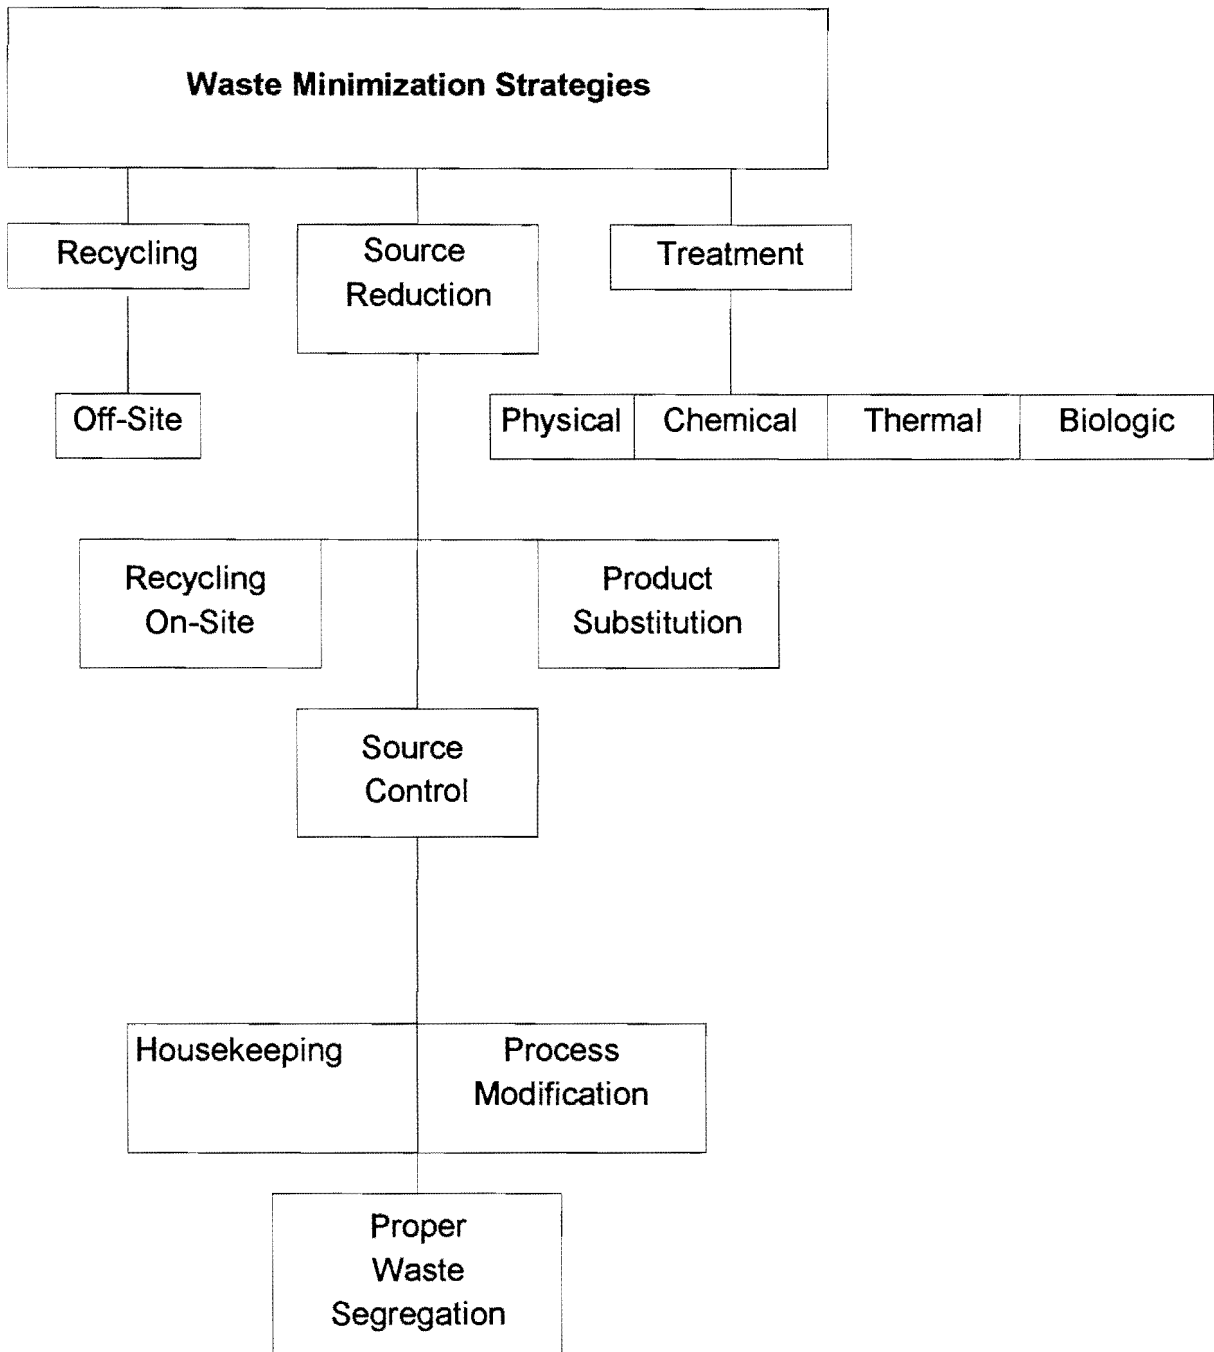 Waste Minimization Strategies
Recycling
Source
Reduction
Treatment
Off-Site
Physical
Chemical
Thermal
Biologic
Recycling
On-Site
Product
Substitution
Source
Control
Housekeeping
Process
Modification
Proper
Waste
Segregation